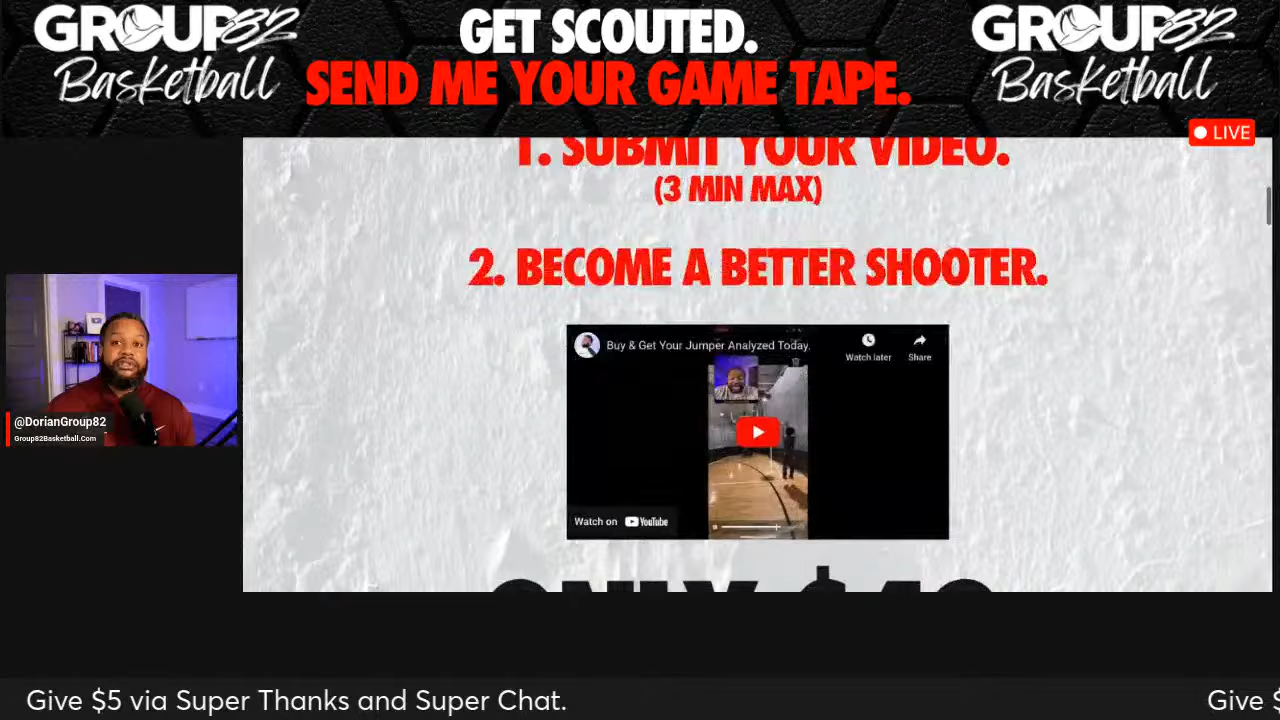 GROUP82
Basketball
GET SCOUTED.
SEND ME YOUR GAME TAPE.
GROUP82
Basketball
LIVE
1. SUBMIT YOUR VIDEO.
(3 MIN MAX)
2. BECOME A BETTER SHOOTER.
Buy & Get Your Jumper Analyzed Today.
Watch later
Share
Watch on YouTube
@DorianGroup82
Group82Basketball.Com
ONLY
Give $5 via Super Thanks and Super Chat.
Give